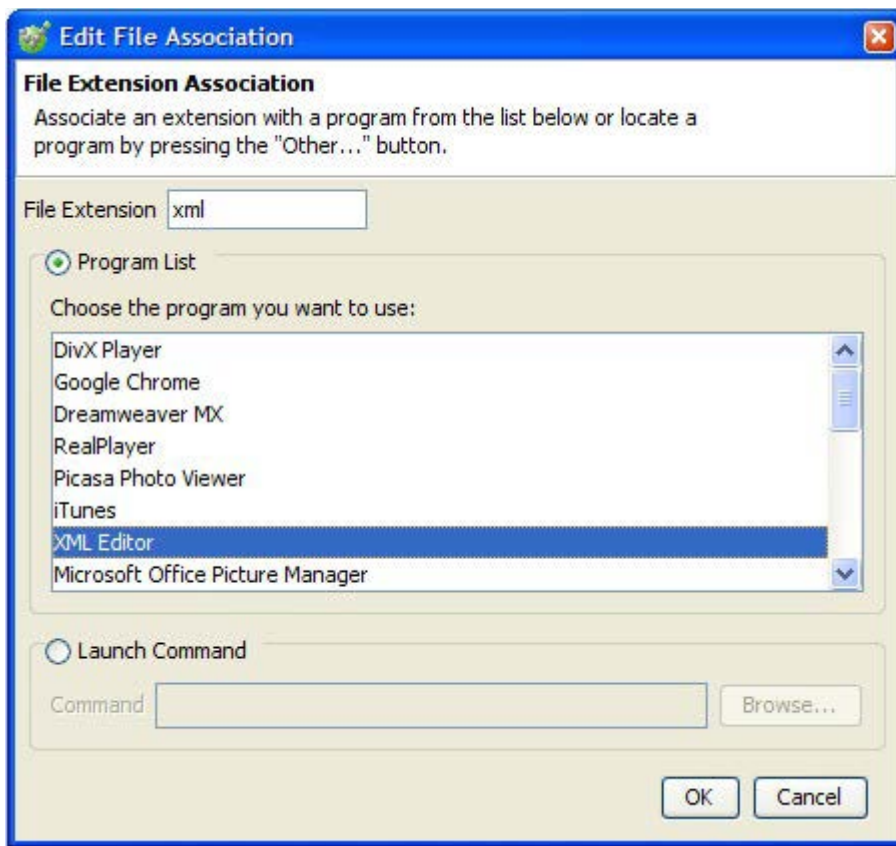 Edit File Association
File Extension Association
Associate an extension with a program from the list below or locate a
program by pressing the "Other..." button.
File Extension xml
Program List
Choose the program you want to use:
DivX Player
Google Chrome
Dreamweaver MX
RealPlayer
Picasa Photo Viewer
iTunes
XML Editor
Microsoft Office Picture Manager
Launch Command
Command Browse...
OK Cancel